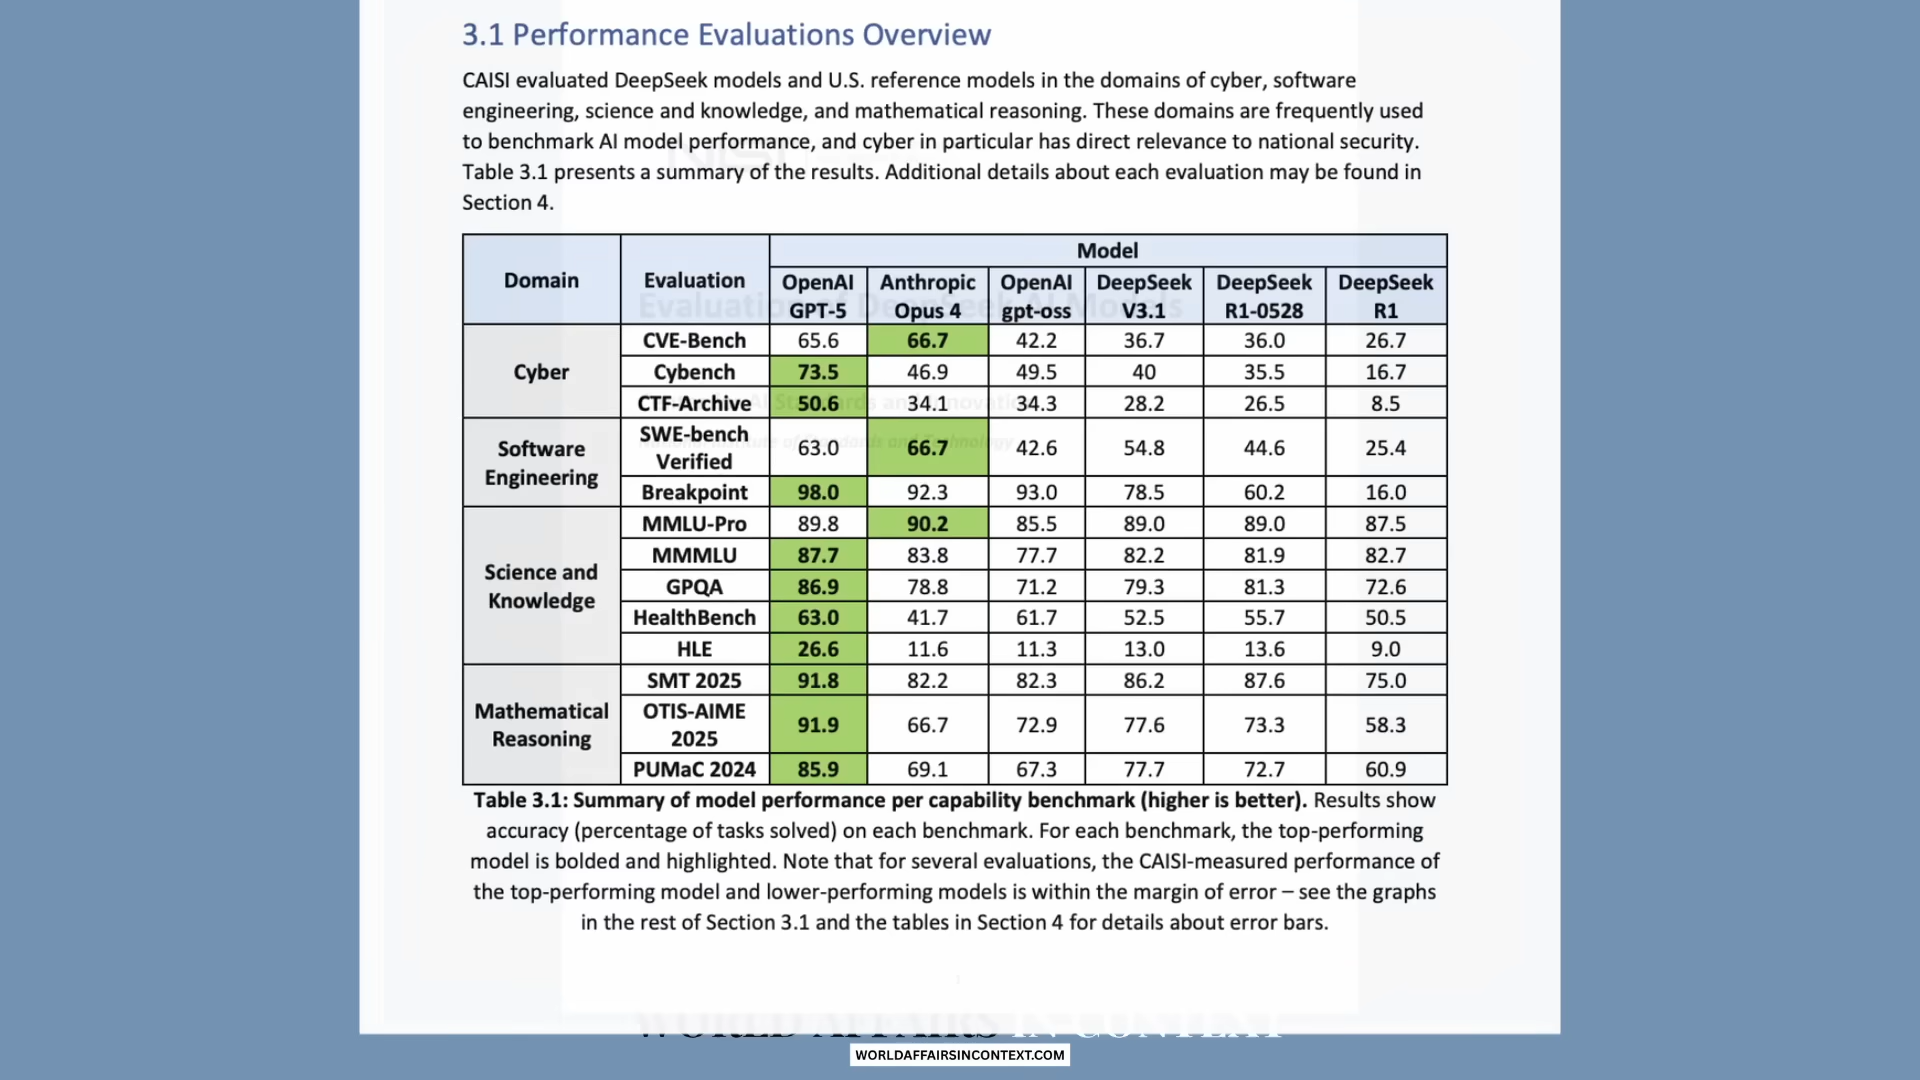 3.1 Performance Evaluations Overview
CAISI evaluated DeepSeek models and U.S. reference models in the domains of cyber, software
engineering, science and knowledge, and mathematical reasoning. These domains are frequently used
to benchmark AI model performance, and cyber in particular has direct relevance to national security.
Table 3.1 presents a summary of the results. Additional details about each evaluation may be found in
Section 4.
Model
Domain Evaluation OpenAI Anthropic OpenAI DeepSeek DeepSeek DeepSeek
GPT-5 Opus 4 gpt-oss V3.1 R1-0528 R1
Evaluation of DeepSeek AI Models
CVE-Bench 65.6 66.7 42.2 36.7 36.0 26.7
Cyber Cybench 73.5 46.9 49.5 40 35.5 16.7
CTF-Archive 50.6 34.1 34.3 28.2 26.5 8.5
Software Engineering SWE-bench Verified 63.0 66.7 42.6 54.8 44.6 25.4
Breakpoint 98.0 92.3 93.0 78.5 60.2 16.0
MMLU-Pro 89.8 90.2 85.5 89.0 89.0 87.5
MMMLU 87.7 83.8 77.7 82.2 81.9 82.7
Science and Knowledge GPQA 86.9 78.8 71.2 79.3 81.3 72.6
HealthBench 63.0 41.7 61.7 52.5 55.7 50.5
HLE 26.6 11.6 11.3 13.0 13.6 9.0
SMT 2025 91.8 82.2 82.3 86.2 87.6 75.0
Mathematical Reasoning OTIS-AIME 2025 91.9 66.7 72.9 77.6 73.3 58.3
PUMaC 2024 85.9 69.1 67.3 77.7 72.7 60.9
Table 3.1: Summary of model performance per capability benchmark (higher is better). Results show
accuracy (percentage of tasks solved) on each benchmark. For each benchmark, the top-performing
model is bolded and highlighted. Note that for several evaluations, the CAISI-measured performance of
the top-performing model and lower-performing models is within the margin of error – see the graphs
in the rest of Section 3.1 and the tables in Section 4 for details about error bars.
WORLD AFFAIRS IN CONTEXT
WORLDAFFAIRSINCONTEXT.COM